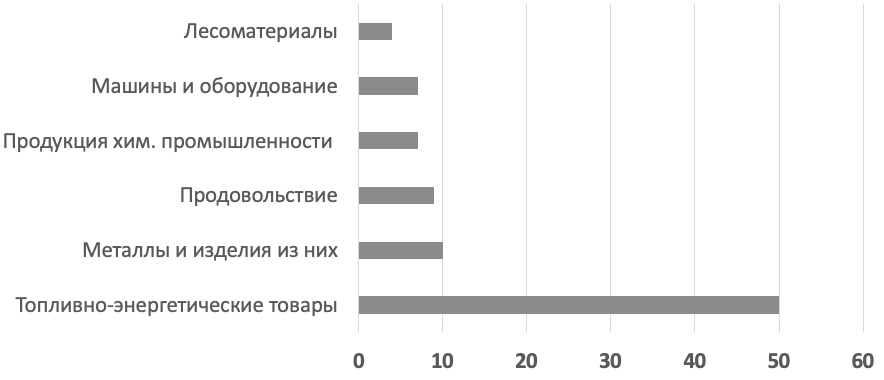 Лесоматериалы
Машины и оборудование
Продукция хим. промышленности
Продовольствие
Металлы и изделия из них
Топливно-энергетические товары
0 10 20 30 40 50 60